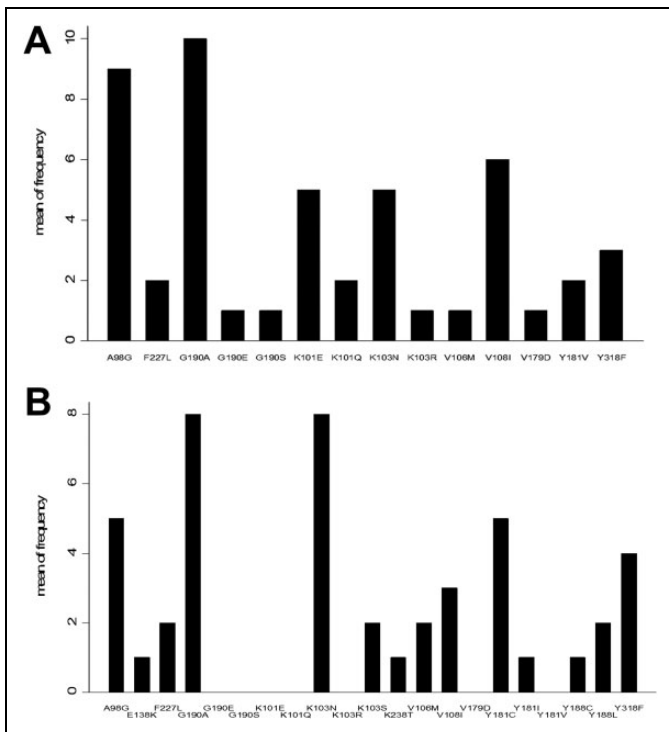 A
10
8
6
4
2
0
mean of frequency
A98G F227L G190A G190E G190S K101E K101Q K103N K103R V106M V108I V179D Y181V Y318F
B
8
6
4
2
0
mean of frequency
A98G F227L G190E K101E K103N K103S V106M V179D Y181I Y188C Y318F
E138K G190A G190S K101Q K103R K238T V108I Y181C Y181V Y188L